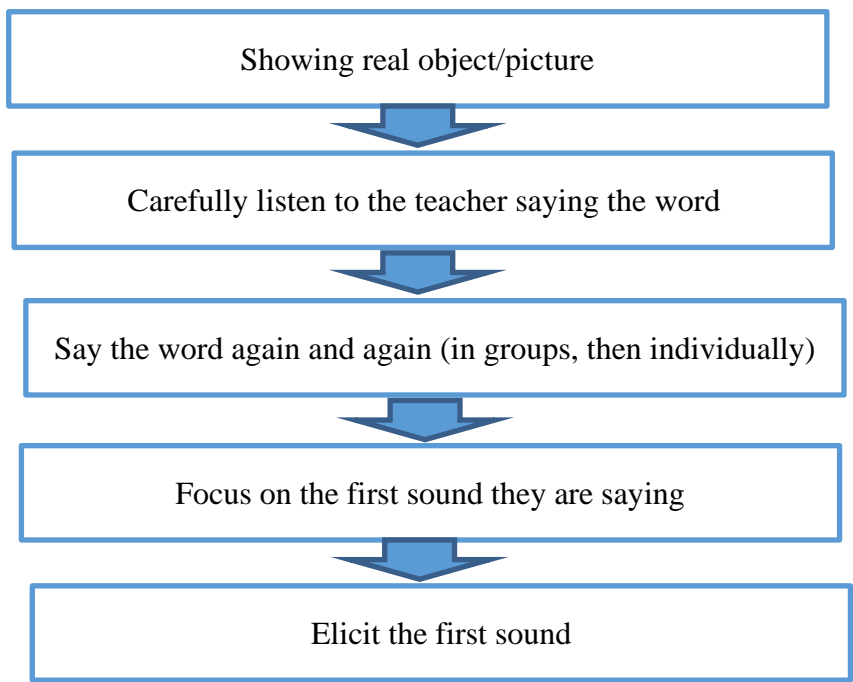 Showing real object/picture
Carefully listen to the teacher saying the word
Say the word again and again (in groups, then individually)
Focus on the first sound they are saying
Elicit the first sound